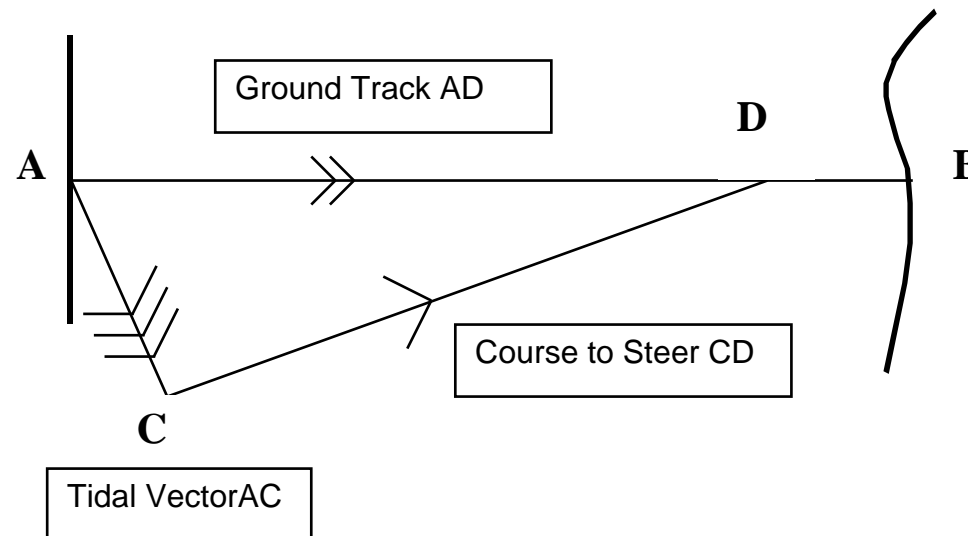 Ground Track AD
D
A
B
Course to Steer CD
C
Tidal VectorAC